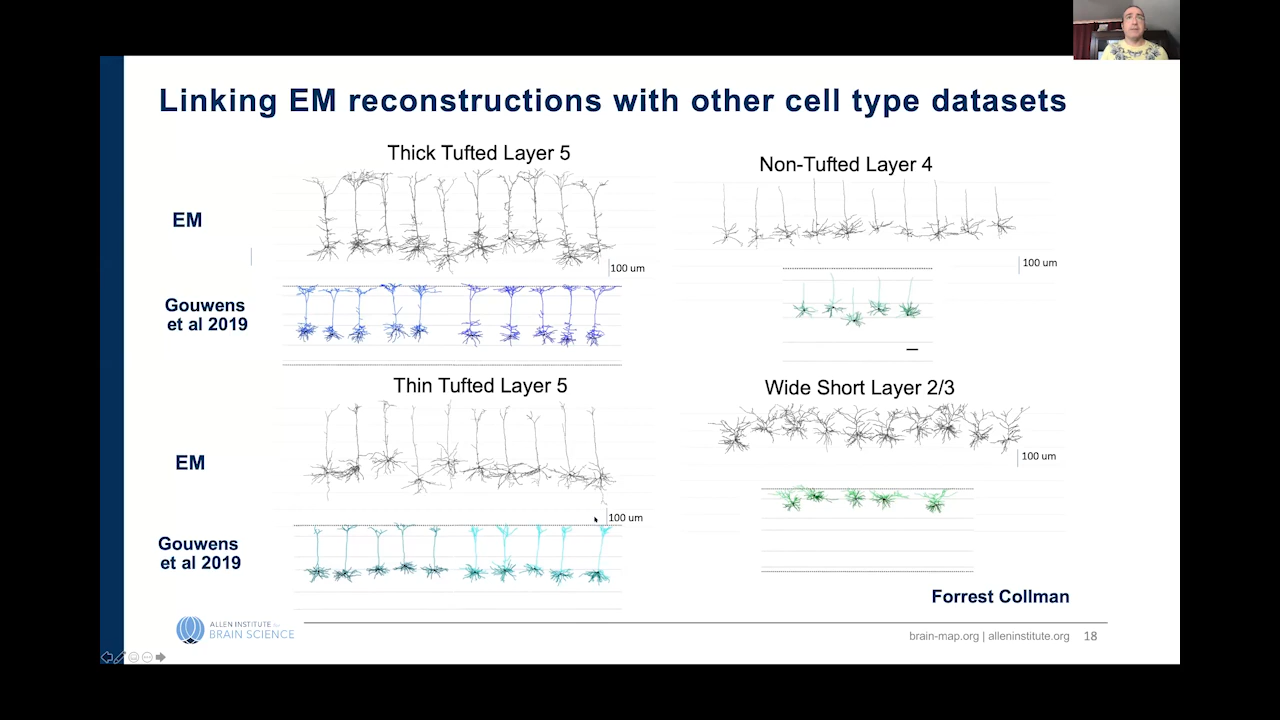 Linking EM reconstructions with other cell type datasets
Thick Tufted Layer 5
EM
100 um
Gouwens
et al 2019
Non-Tufted Layer 4
100 um
Thin Tufted Layer 5
EM
100 um
Gouwens
et al 2019
Wide Short Layer 2/3
100 um
Forrest Collman
ALLEN INSTITUTE for
BRAIN SCIENCE
brain-map.org | alleninstitute.org 18